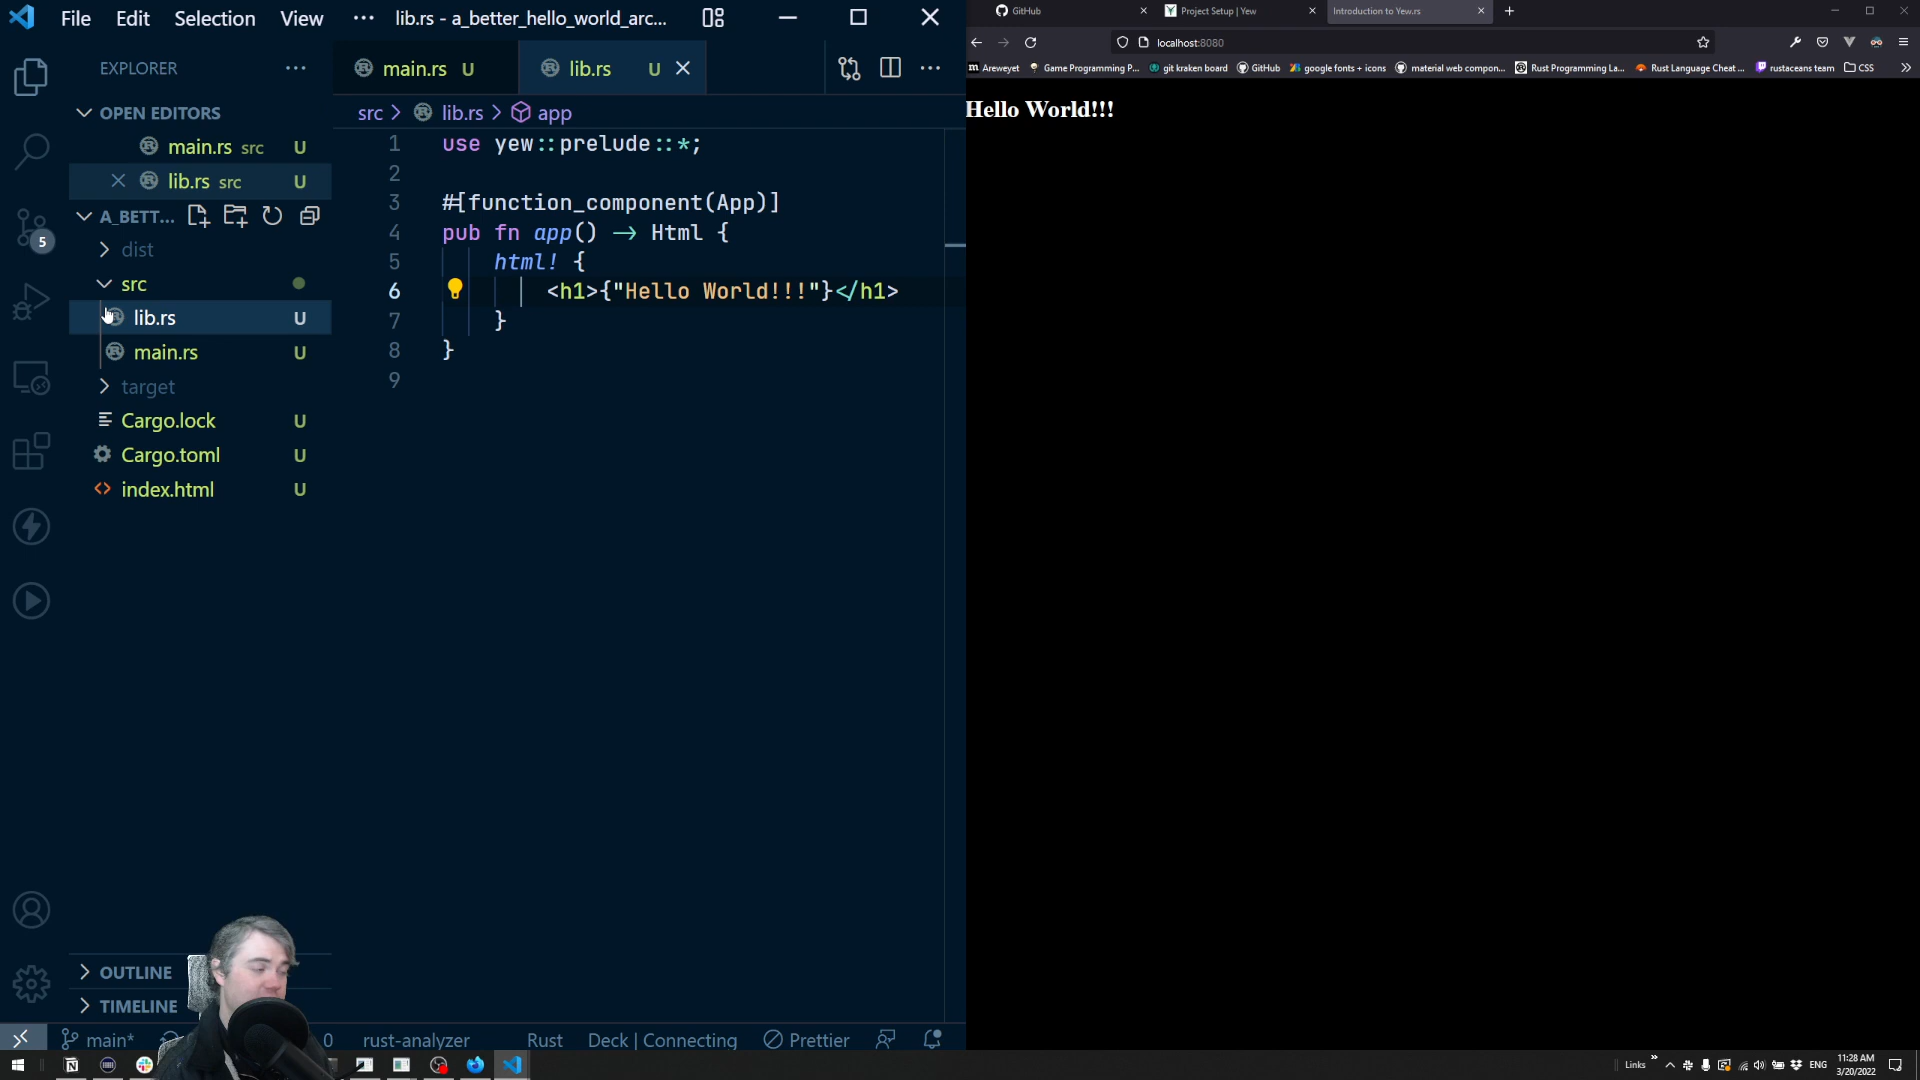 File Edit Selection View ··· lib.rs - a_better_hello_world_arc...
EXPLORER
OPEN EDITORS
main.rs src U
lib.rs src U
A_BETT...
dist
src
lib.rs U
main.rs U
target
Cargo.lock U
Cargo.toml U
index.html U
5
OUTLINE
TIMELINE
main.rs U lib.rs U
src > lib.rs > app
1 use yew::prelude::*;
2
3 #[function_component(App)]
4 pub fn app() → Html {
5 html! {
6 <h1>{"Hello World!!!"}</h1>
7 }
8 }
9
main* 0 rust-analyzer Rust Deck | Connecting Prettier
GitHub Project Setup | Yew Introduction to Yew.rs
localhost:8080
Areweyet Game Programming P... git kraken board GitHub google fonts + icons material web compon... Rust Programming La... Rust Language Cheat ... rustaceans team CSS
Hello World!!!
Links ENG 11:28 AM
3/20/2022